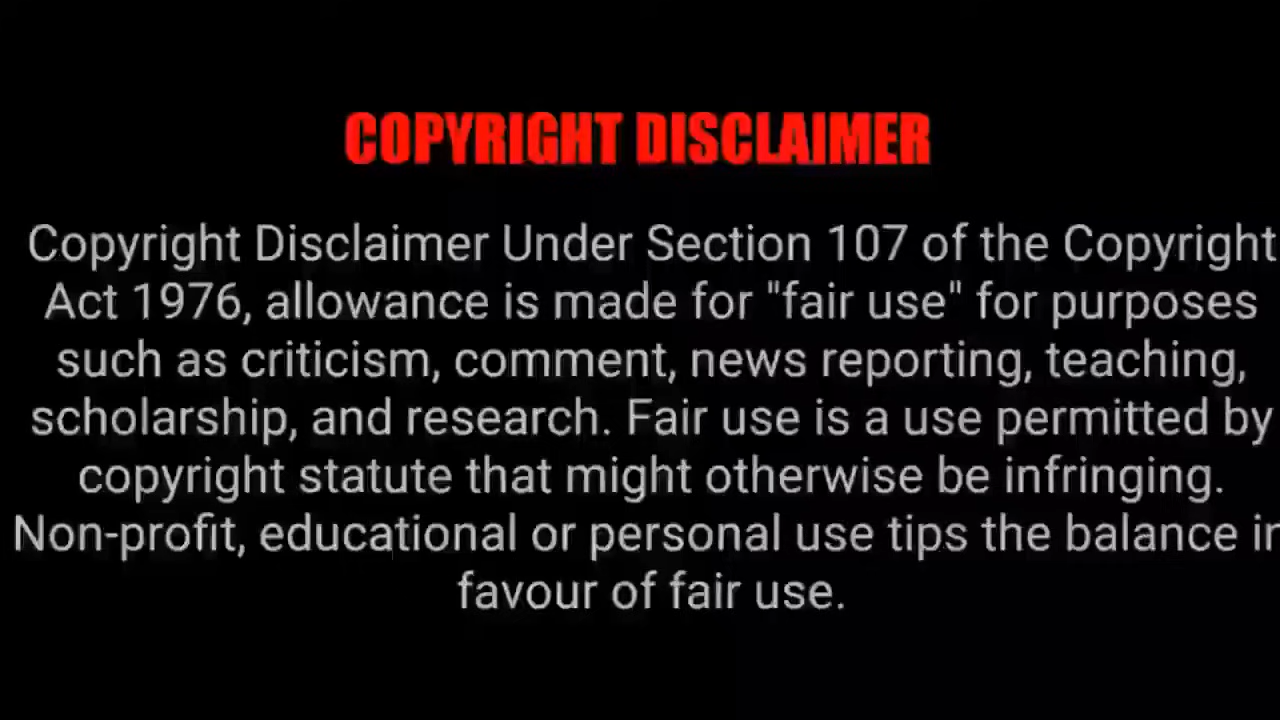 COPYRIGHT DISCLAIMER
Copyright Disclaimer Under Section 107 of the Copyright
Act 1976, allowance is made for "fair use" for purposes
such as criticism, comment, news reporting, teaching,
scholarship, and research. Fair use is a use permitted by
copyright statute that might otherwise be infringing.
Non-profit, educational or personal use tips the balance in
favour of fair use.